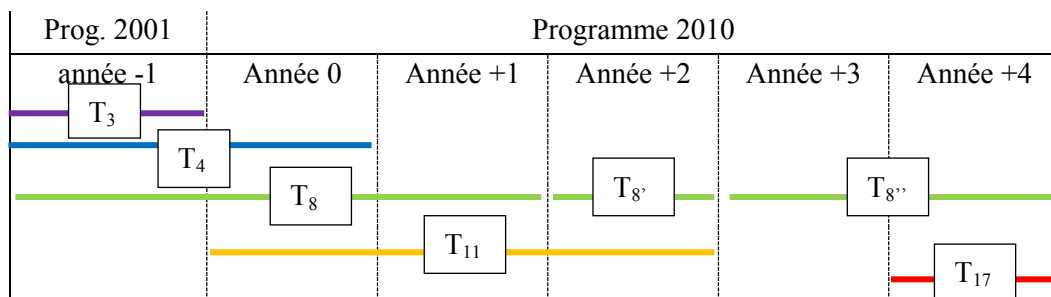 Prog. 2001 Programme 2010
année -1 Année 0 Année +1 Année +2 Année +3 Année +4
T3
T4
T8 T8’ T8’’
T11
T17